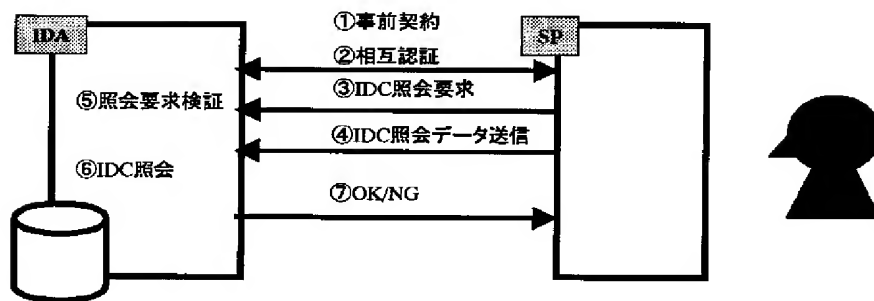 ①事前契約
IDA
SP
②相互認証
③IDC照会要求
⑤照会要求検証
④IDC照会データ送信
⑥IDC照会
⑦OK/NG